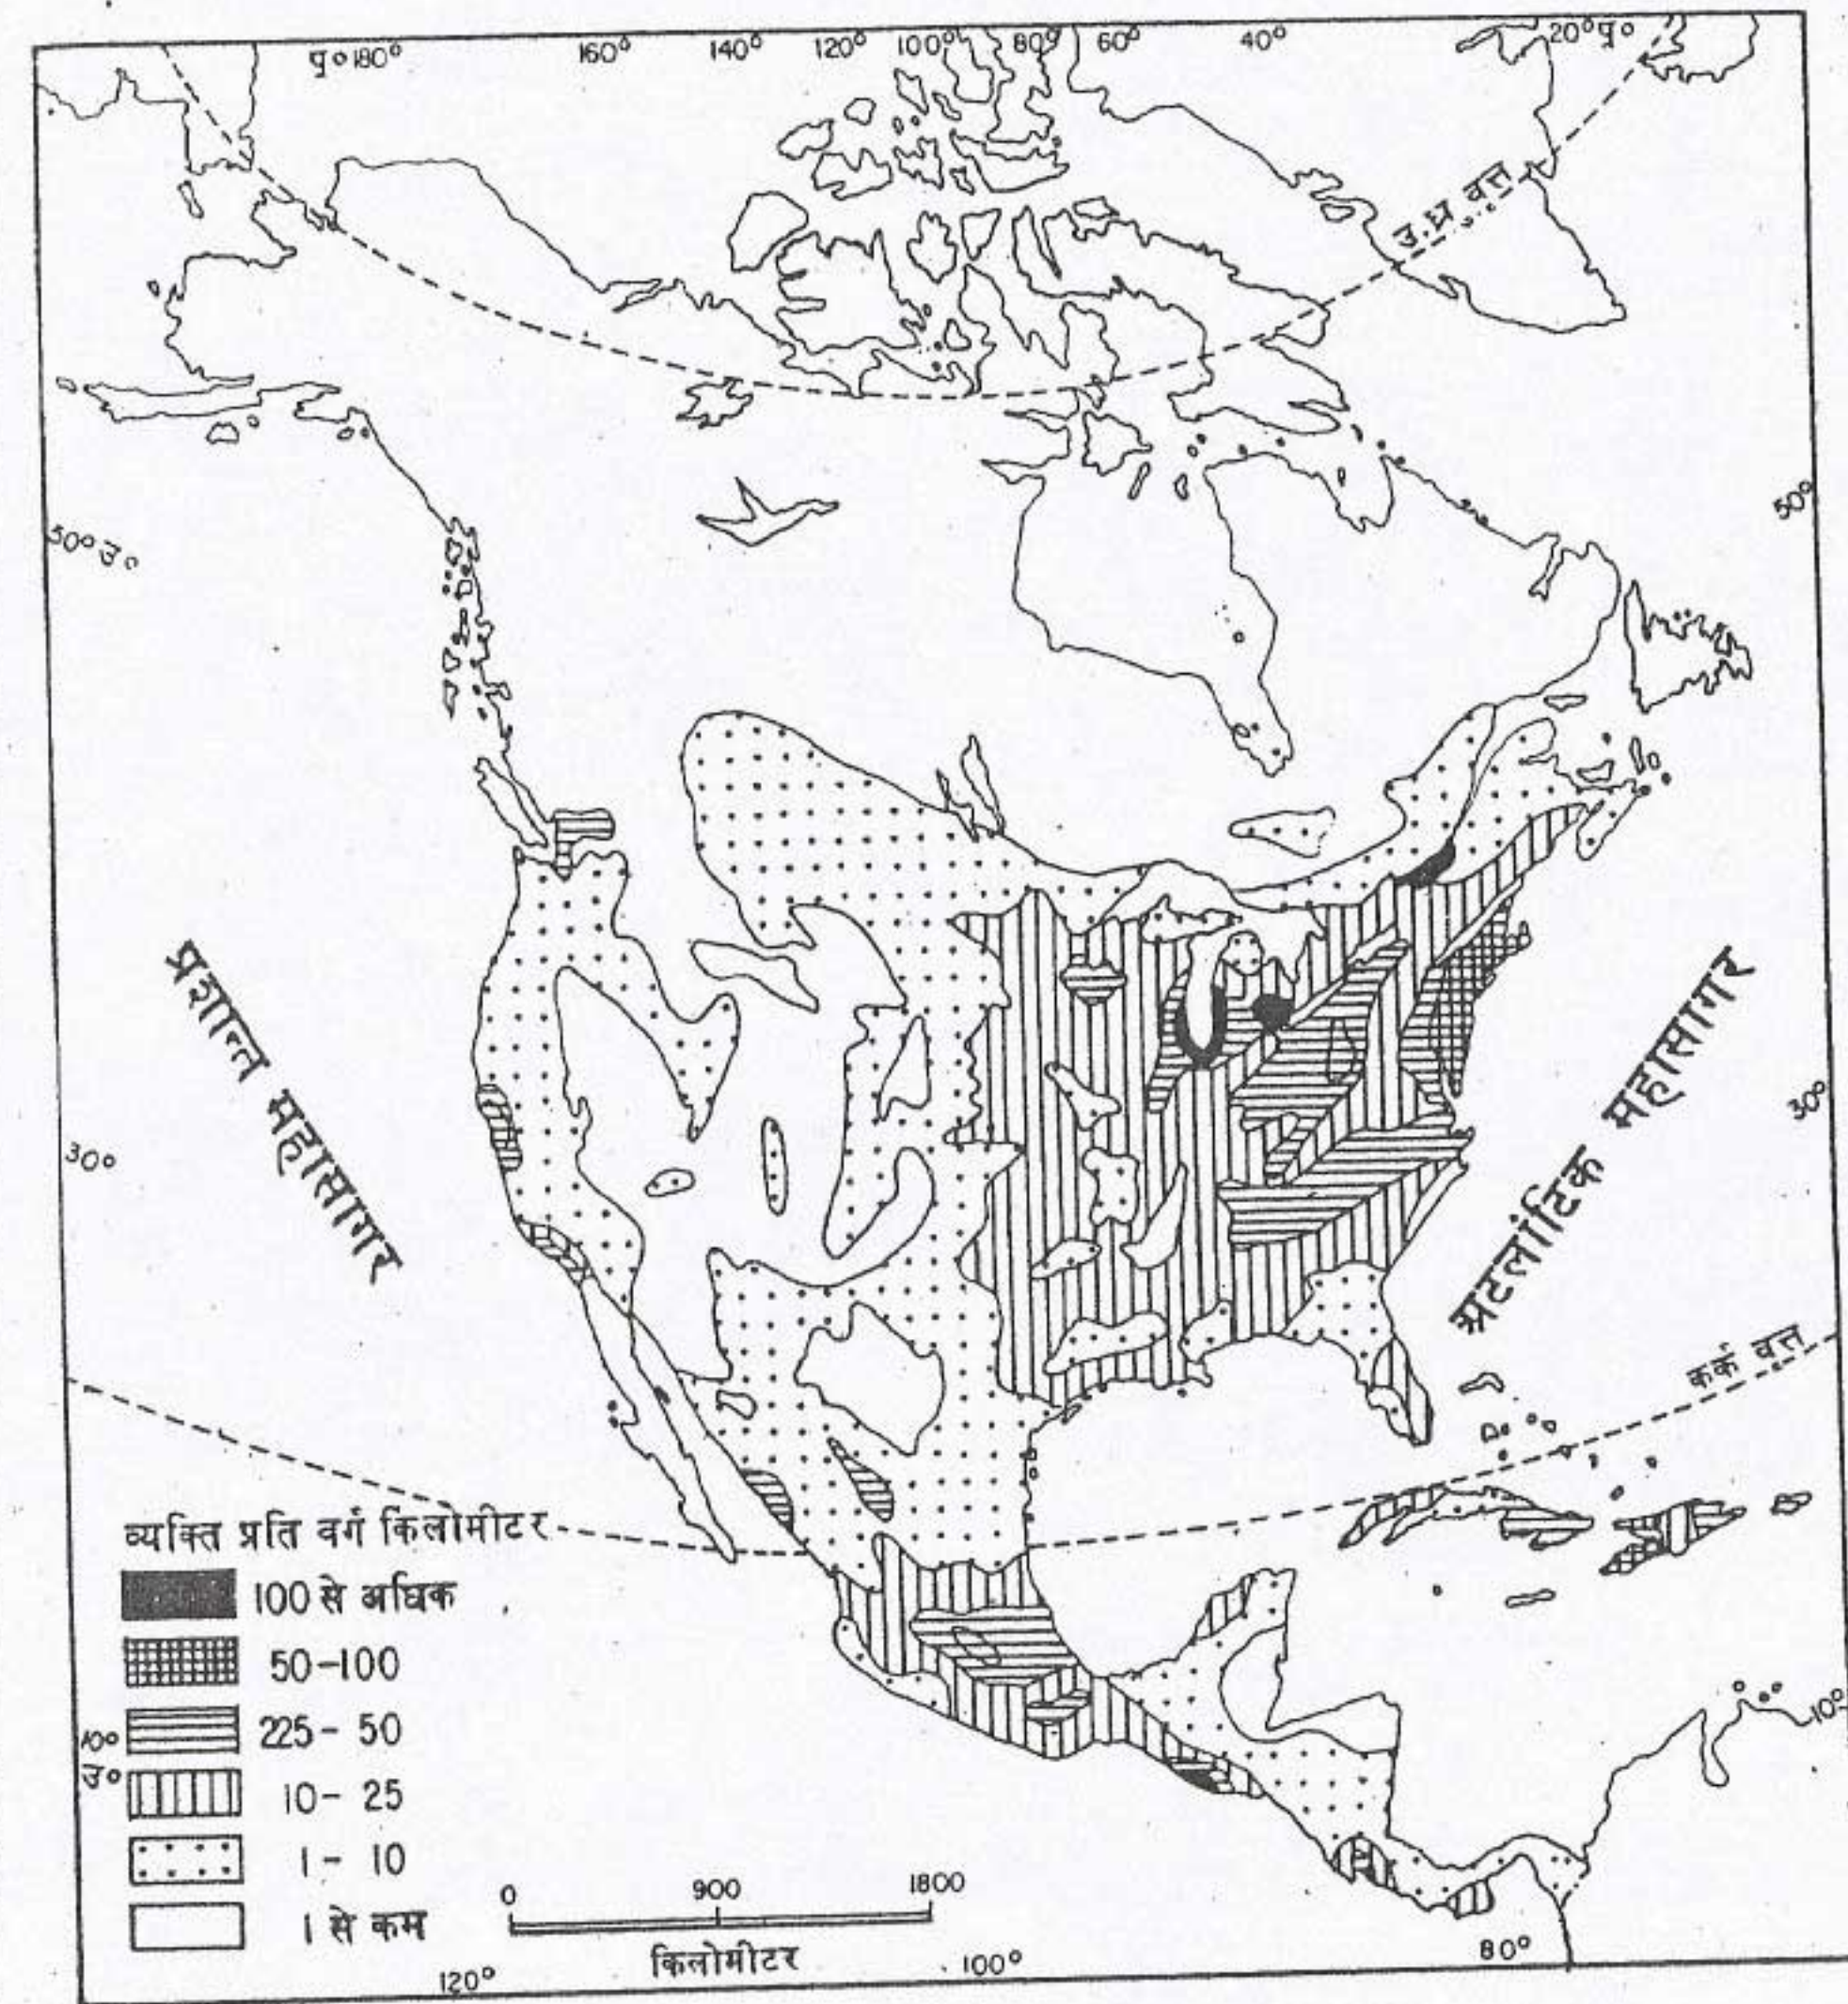 पू०180° 160° 140° 120° 100° 80° 60° 40° 20°पू०
उ.ध्रु वृत्त
50°
50° उ०
प्रशान्त महासागर
अटलांटिक महासागर
30°
30°
कर्क वृत्त
व्यक्ति प्रति वर्ग किलोमीटर
100 से अधिक
50-100
225- 50
10- 25
1- 10
1 से कम
10°
उ०
10°
0 900 1800
किलोमीटर
120° 100° 80°